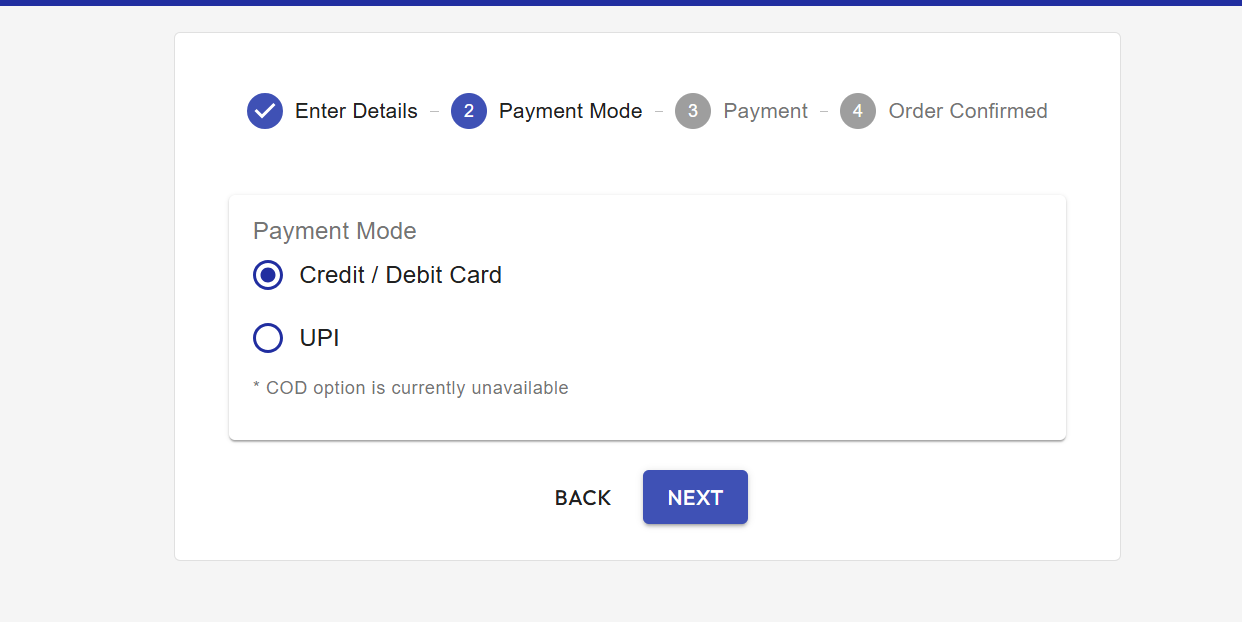 Enter Details – 2 Payment Mode – 3 Payment – 4 Order Confirmed
Payment Mode
Credit / Debit Card
UPI
* COD option is currently unavailable
BACK NEXT